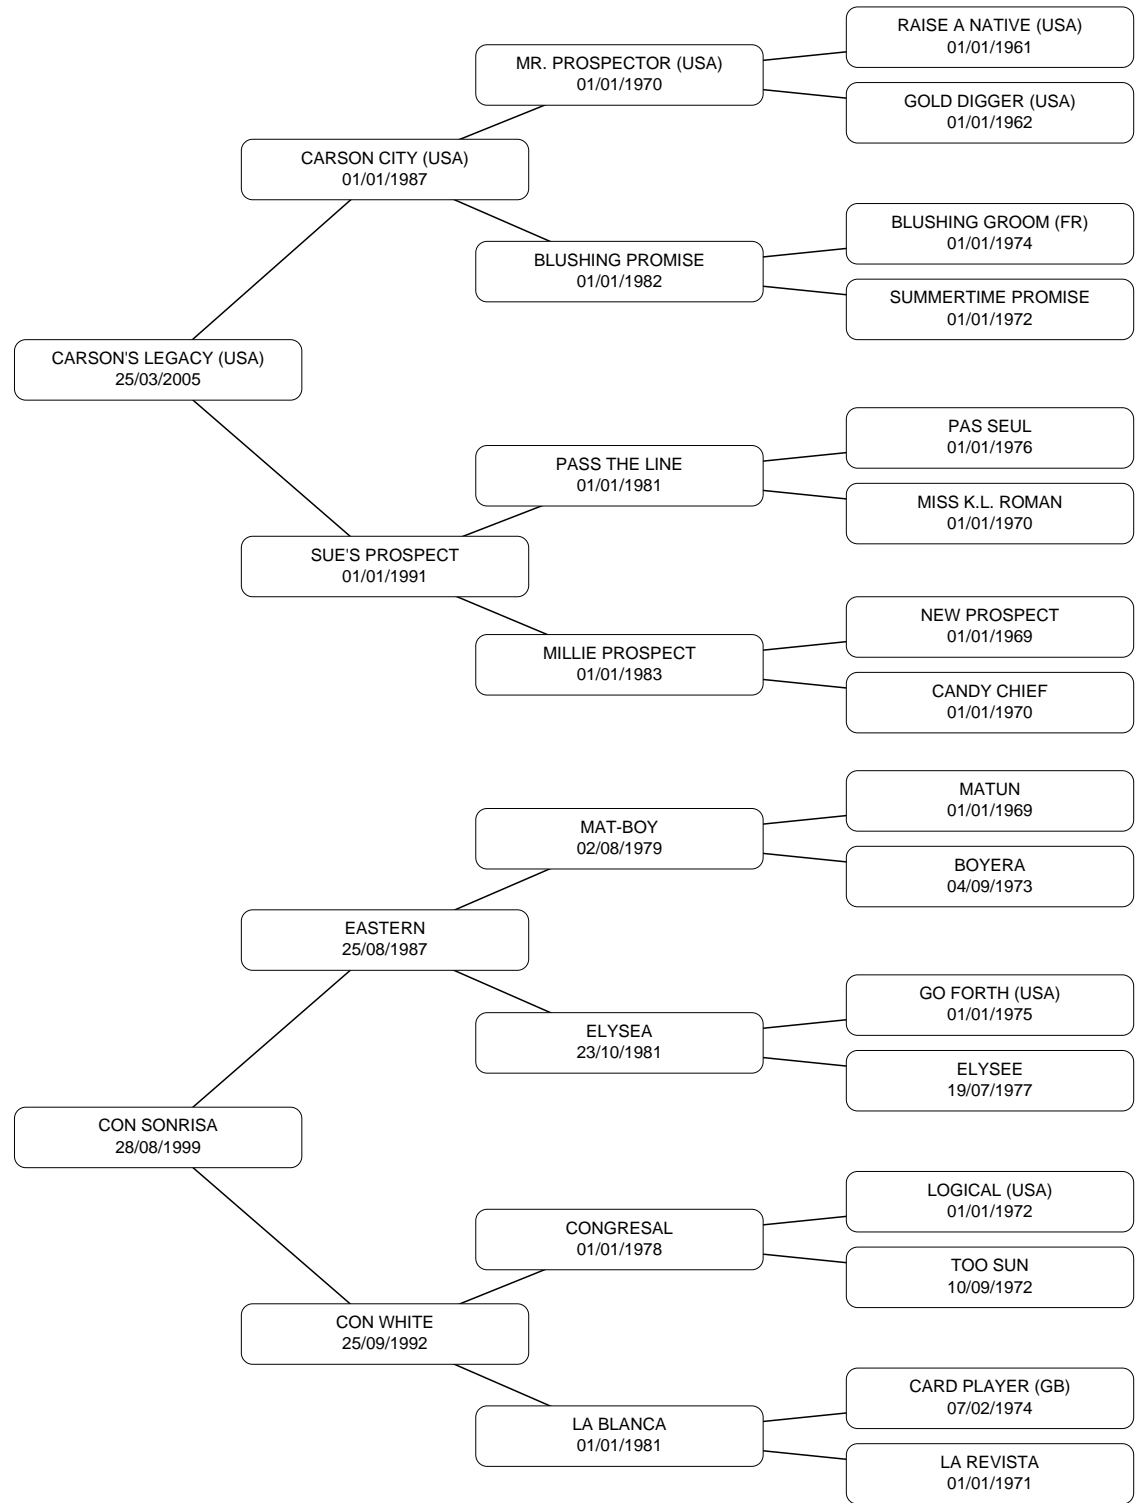 RAISE A NATIVE (USA)
01/01/1961
MR. PROSPECTOR (USA)
01/01/1970
GOLD DIGGER (USA)
01/01/1962
CARSON CITY (USA)
01/01/1987
BLUSHING GROOM (FR)
01/01/1974
BLUSHING PROMISE
01/01/1982
SUMMERTIME PROMISE
01/01/1972
CARSON'S LEGACY (USA)
25/03/2005
PAS SEUL
01/01/1976
PASS THE LINE
01/01/1981
MISS K.L. ROMAN
01/01/1970
SUE'S PROSPECT
01/01/1991
NEW PROSPECT
01/01/1969
MILLIE PROSPECT
01/01/1983
CANDY CHIEF
01/01/1970
MATUN
01/01/1969
MAT-BOY
02/08/1979
BOYERA
04/09/1973
EASTERN
25/08/1987
GO FORTH (USA)
01/01/1975
ELYSEA
23/10/1981
ELYSEE
19/07/1977
CON SONRISA
28/08/1999
LOGICAL (USA)
01/01/1972
CONGRESAL
01/01/1978
TOO SUN
10/09/1972
CON WHITE
25/09/1992
CARD PLAYER (GB)
07/02/1974
LA BLANCA
01/01/1981
LA REVISTA
01/01/1971